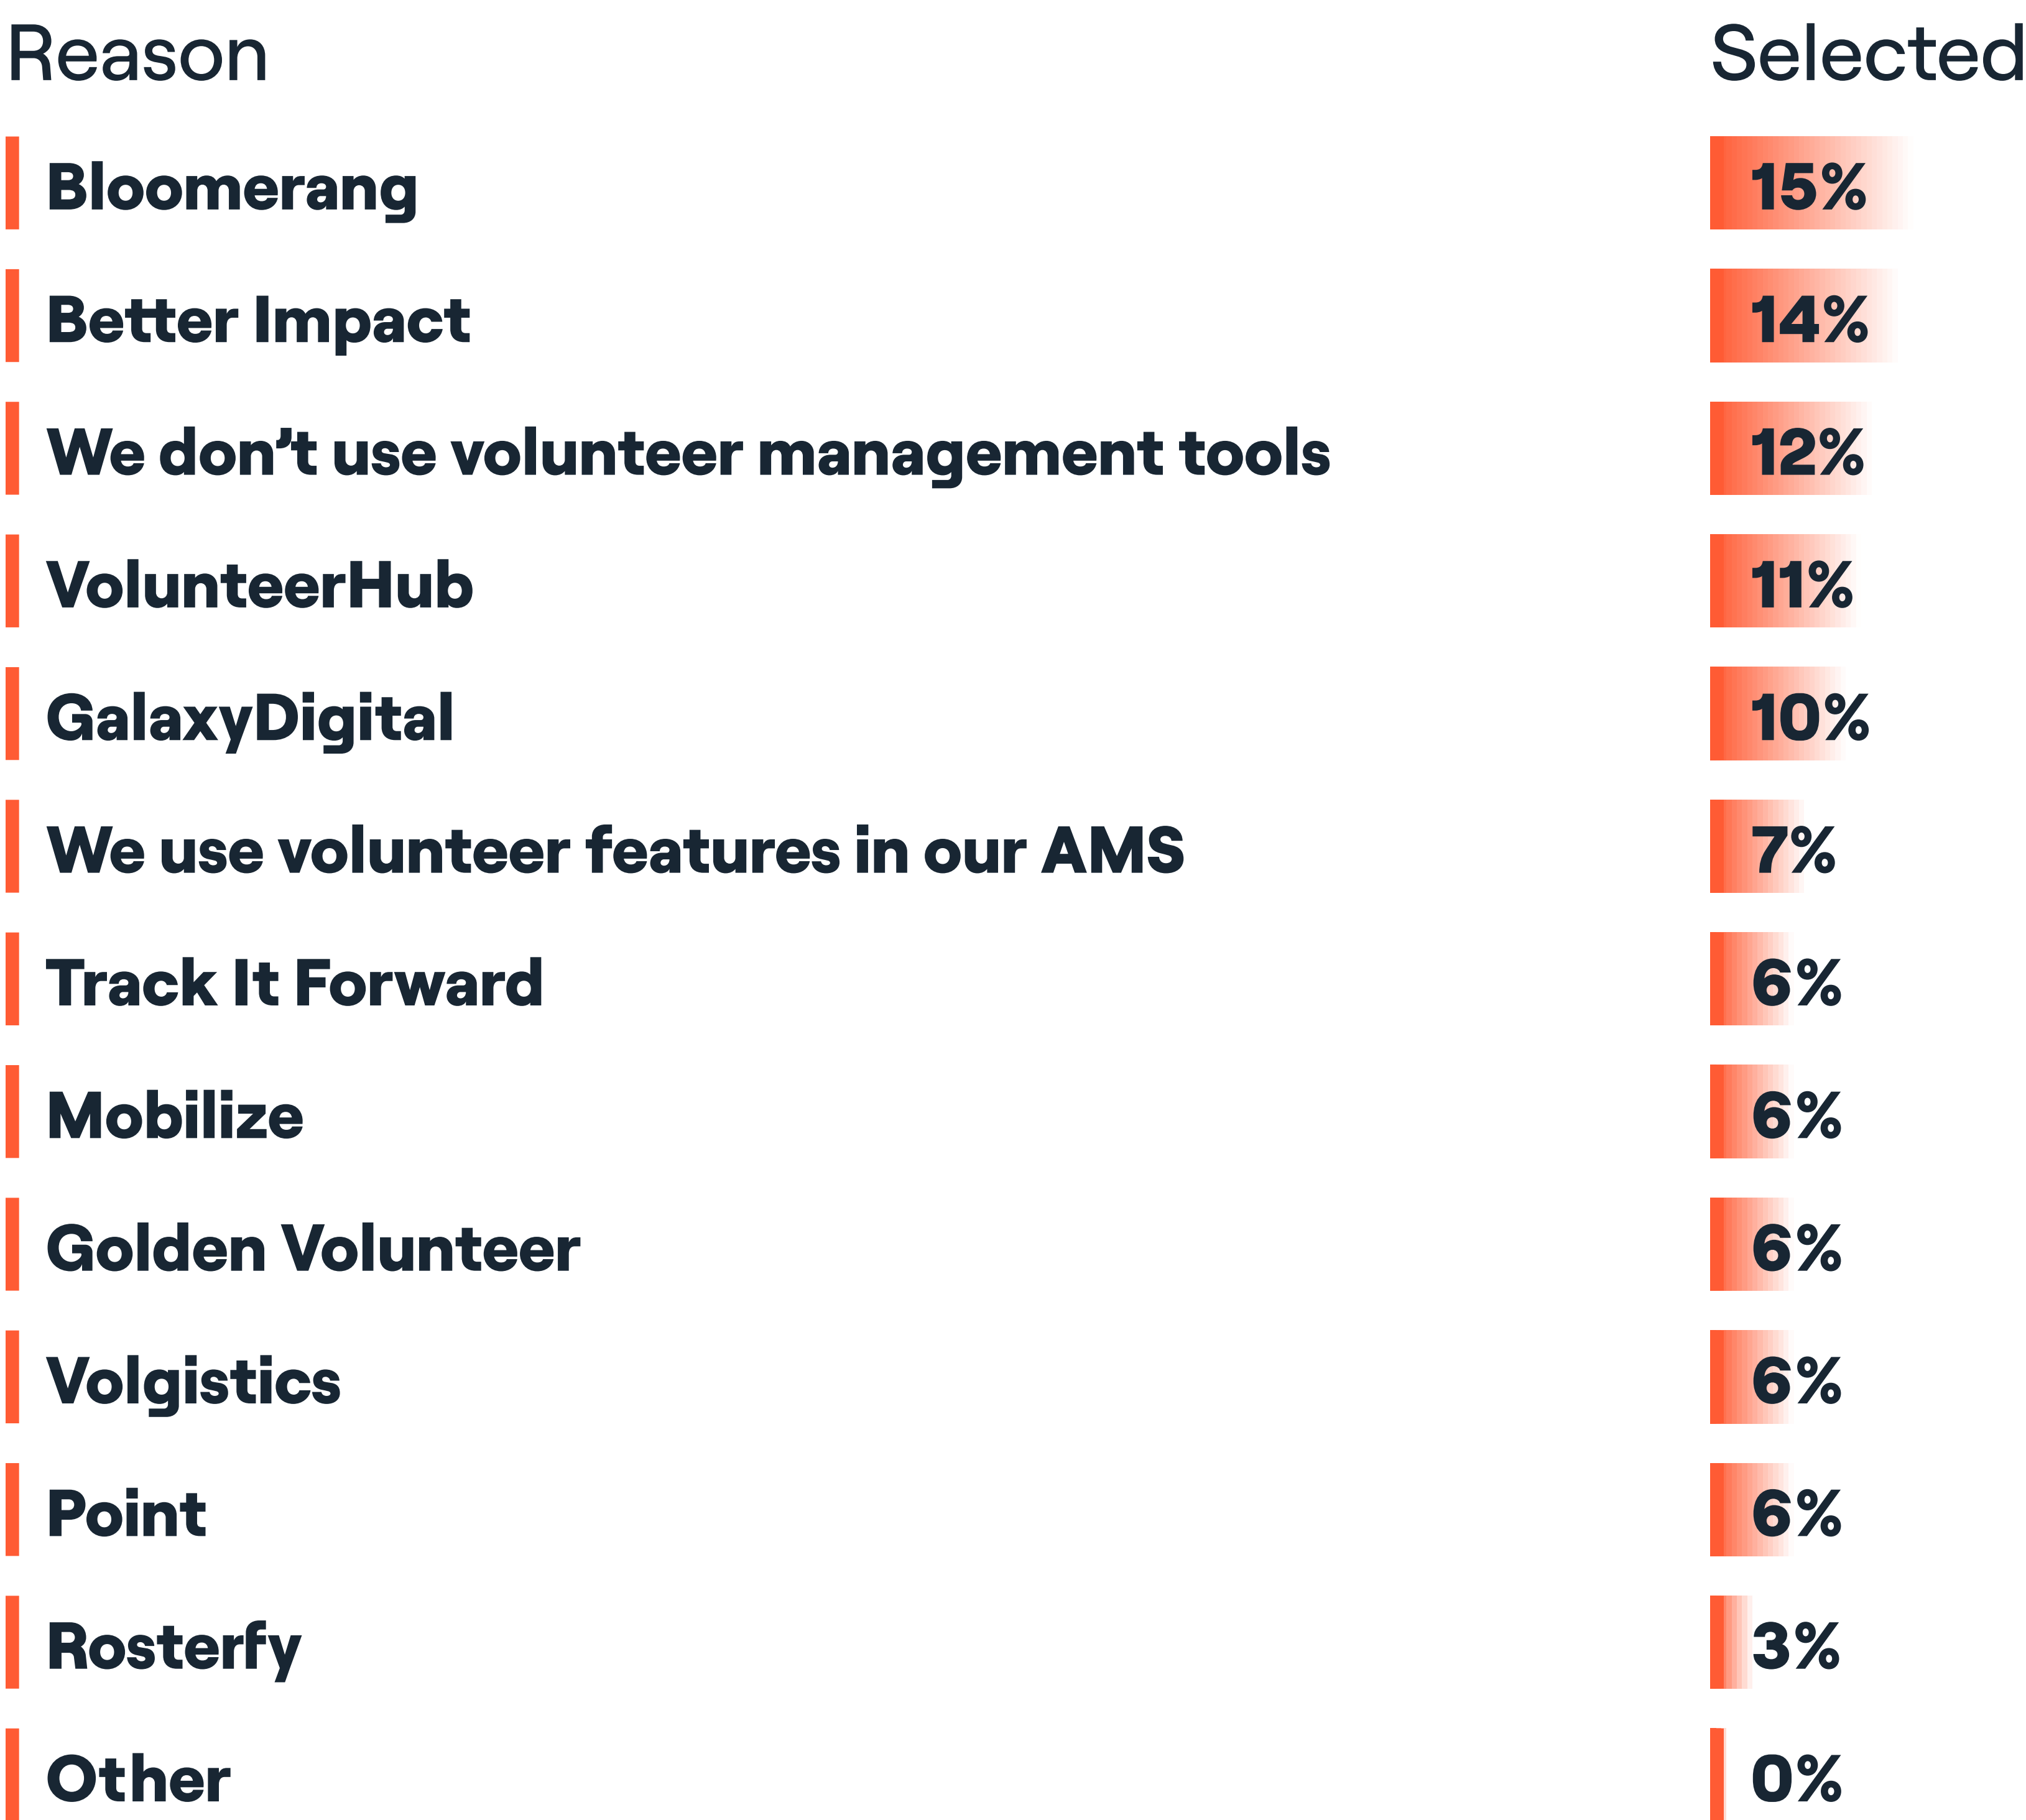 Reason Selected
Bloomerang 15%
Better Impact 14%
We don’t use volunteer management tools 12%
VolunteerHub 11%
GalaxyDigital 10%
We use volunteer features in our AMS 7%
Track It Forward 6%
Mobilize 6%
Golden Volunteer 6%
Volgistics 6%
Point 6%
Rosterfy 3%
Other 0%